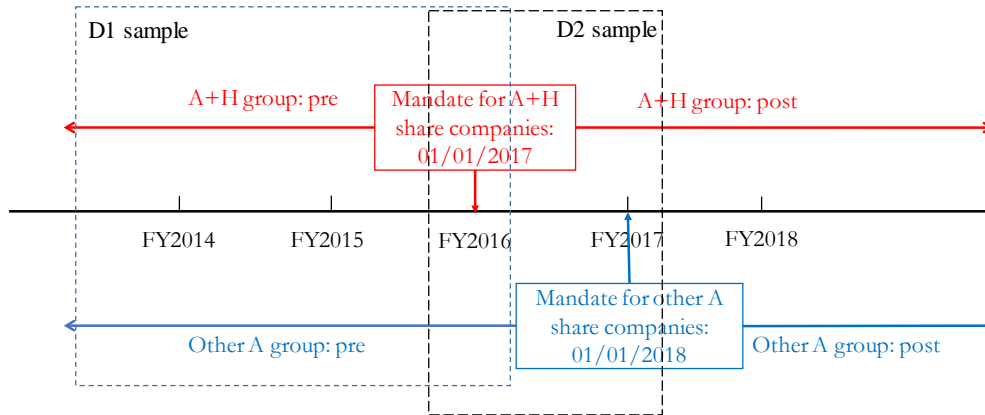 D1 sample
D2 sample
A+H group: pre
Mandate for A+H
share companies:
01/01/2017
A+H group: post
FY2014
FY2015
FY2016
FY2017
FY2018
Mandate for other A
share companies:
01/01/2018
Other A group: pre
Other A group: post